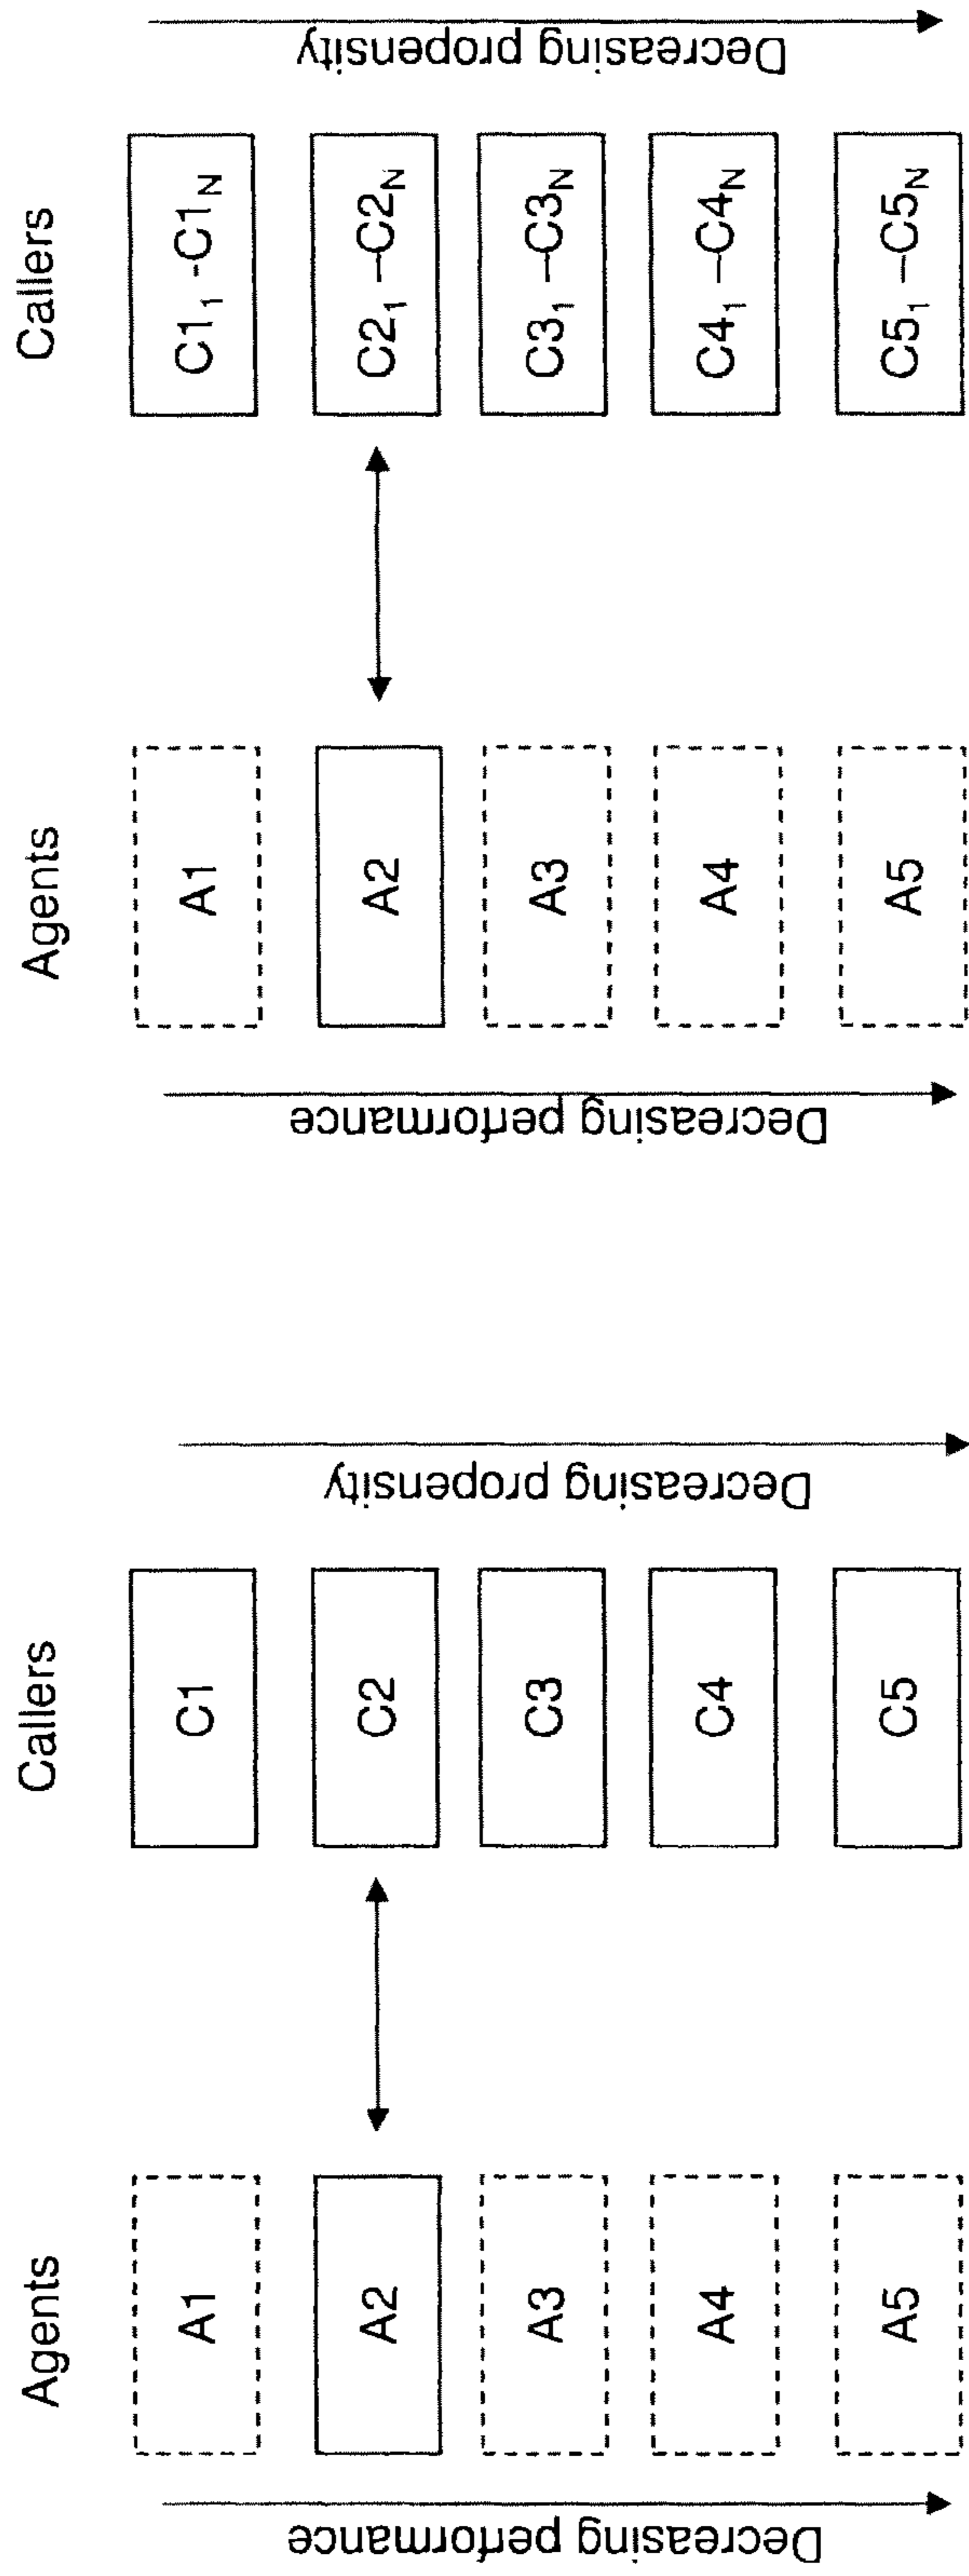 Agents
Callers
Decreasing performance
A1
A2
A3
A4
A5
C1
C2
C3
C4
C5
Decreasing propensity
Agents
Callers
Decreasing performance
A1
A2
A3
A4
A5
C1₁ -C1N
C2₁ –C2N
C3₁ –C3N
C4₁ –C4N
C5₁ –C5N
Decreasing propensity